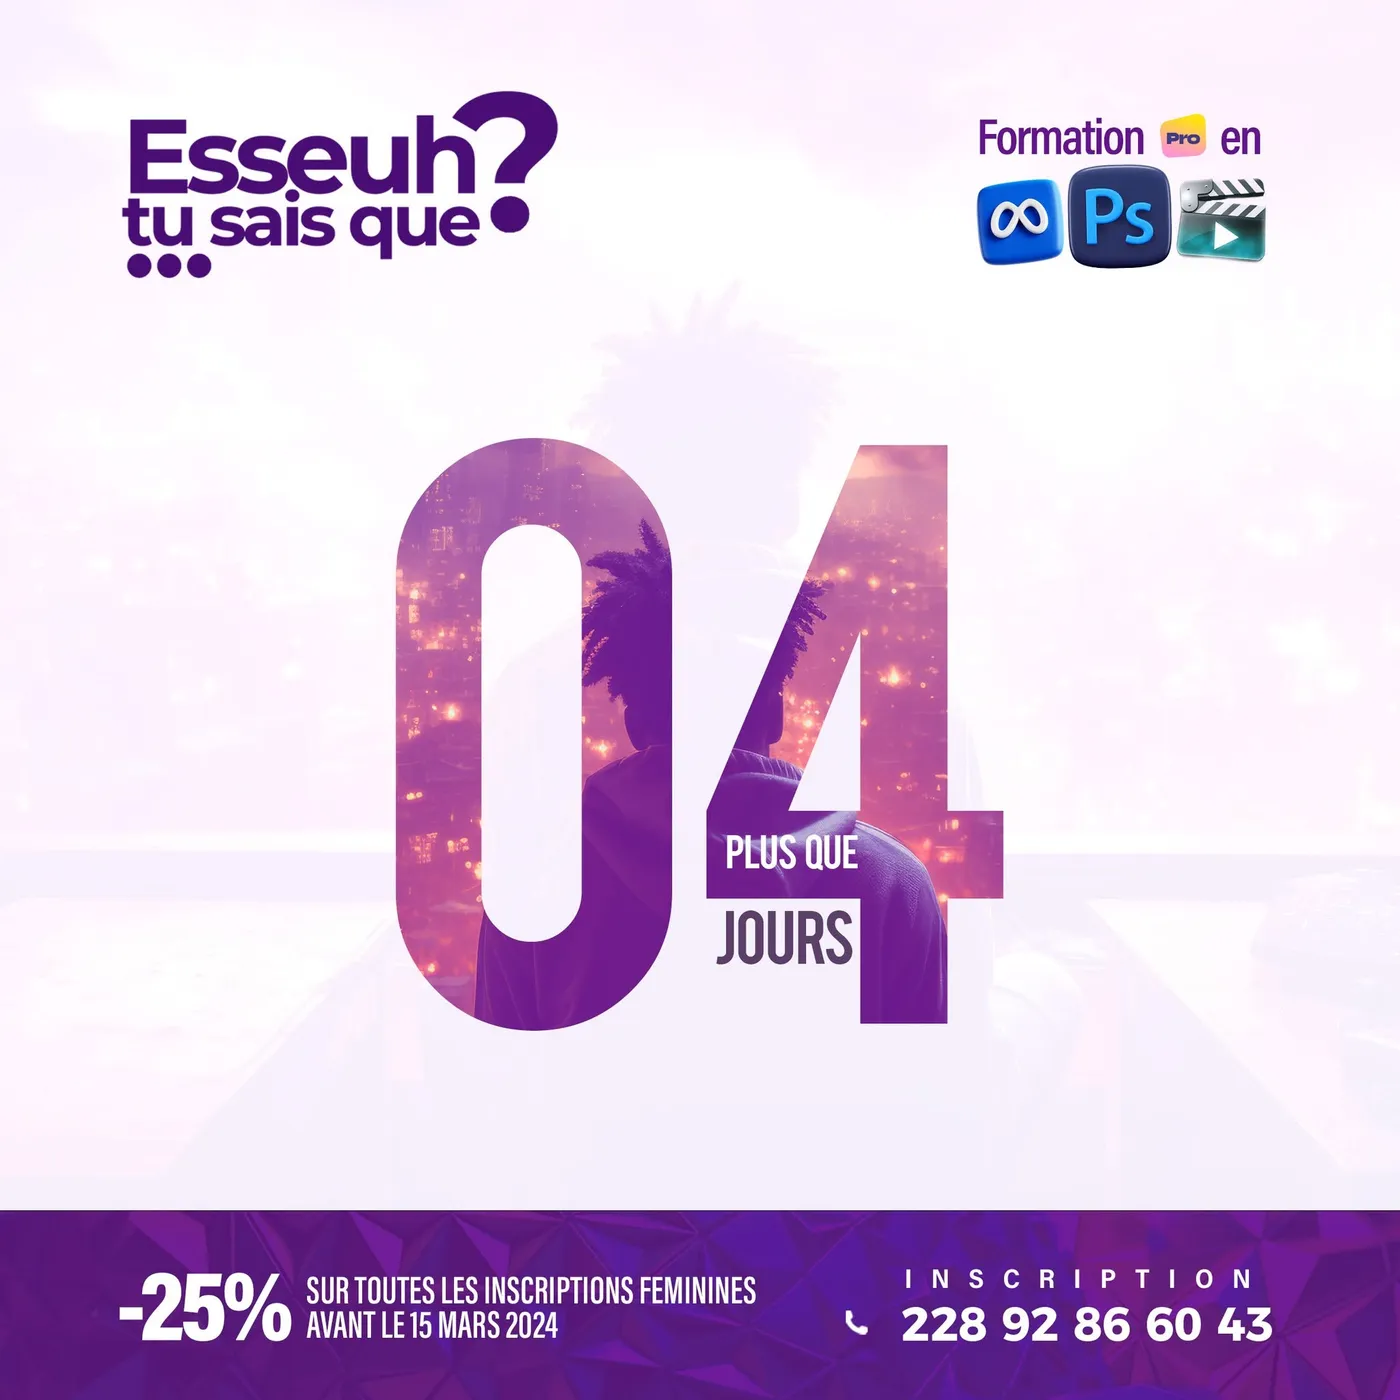 Esseuh?
tu sais que
...
Formation Pro en
Ps
04
PLUS QUE
JOURS
-25% SUR TOUTES LES INSCRIPTIONS FEMININES
AVANT LE 15 MARS 2024
INSCRIPTION
228 92 86 60 43